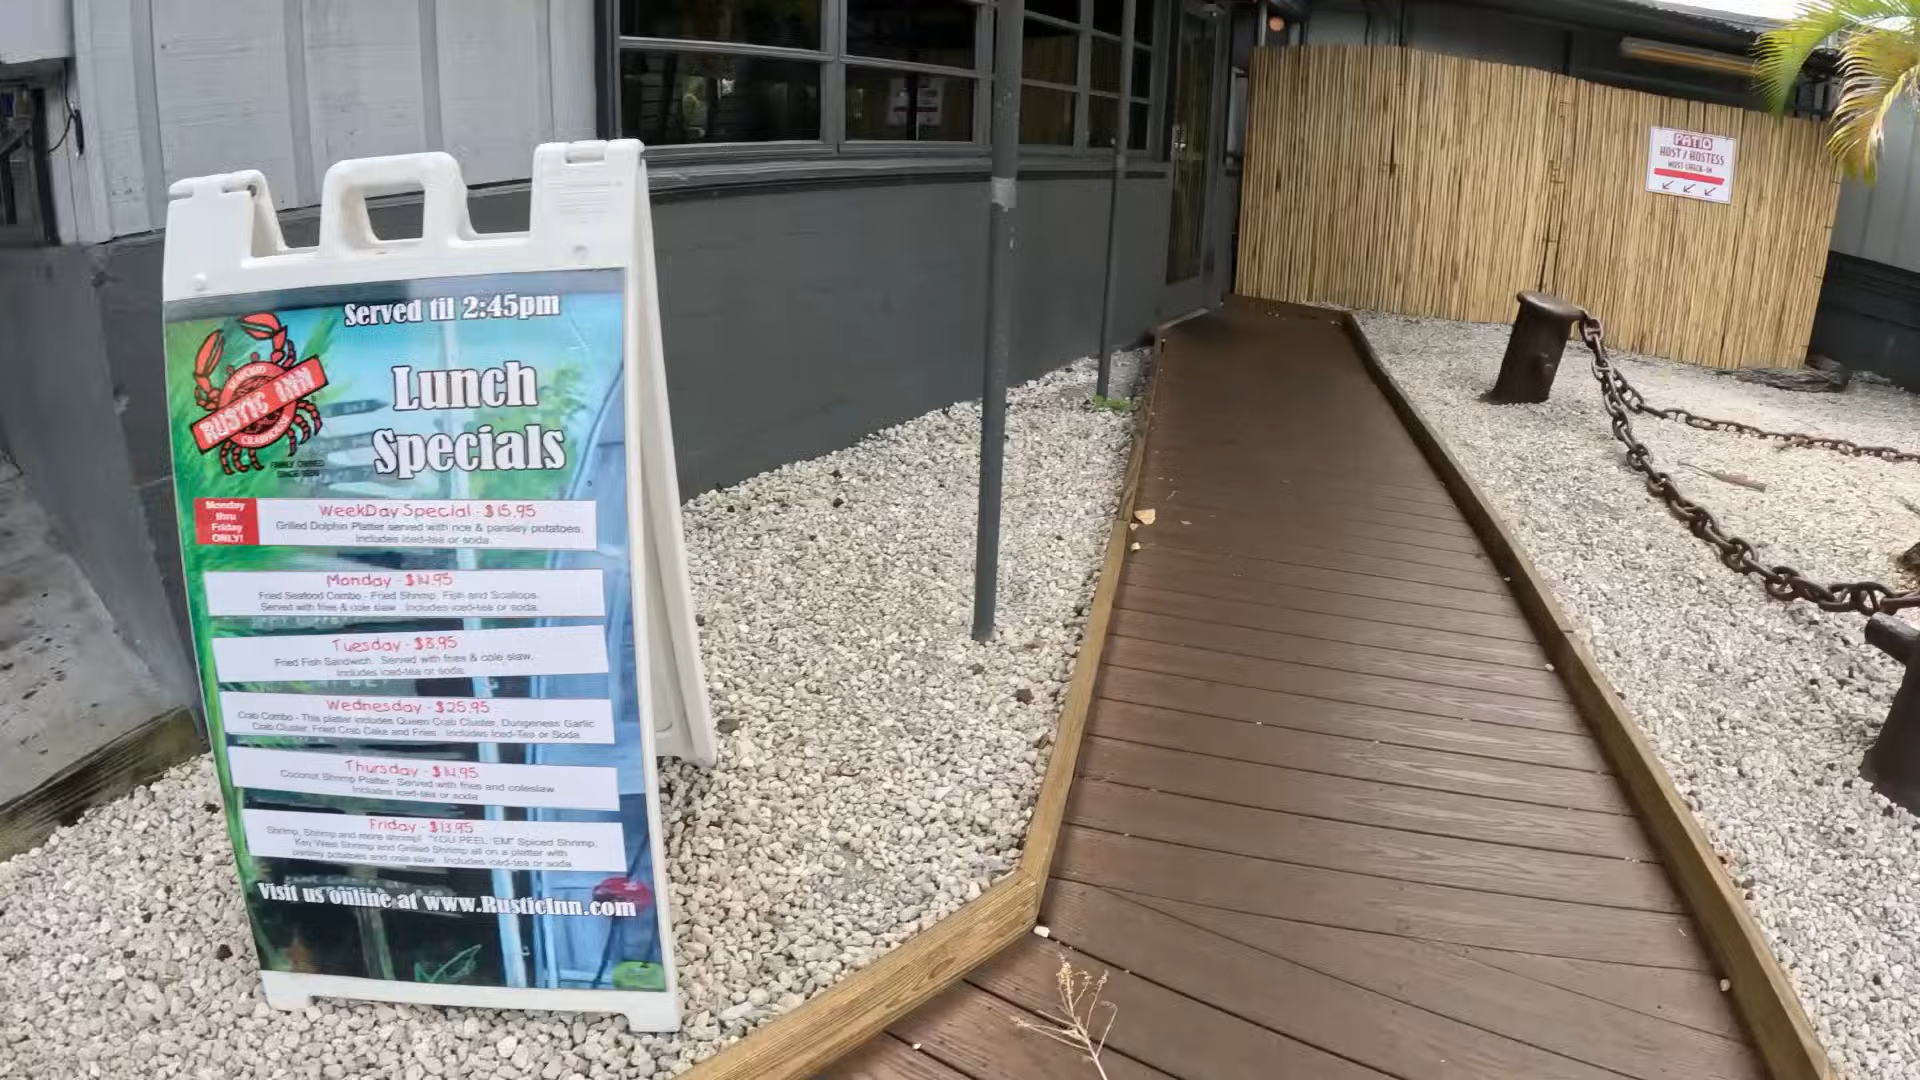 Served til 2:45pm
SEAFOOD
RUSTIC INN
CRABHOUSE
FAMILY OWNED
Lunch
Specials
Monday
thru
Friday
ONLY!
WeekDay Special - $15.95
Grilled Dolphin Platter served with rice & parsley potatoes.
Includes iced-tea or soda.
Monday - $14.95
Fried Seafood Combo - Fried Shrimp, Fish and Scallops.
Served with fries & cole slaw. Includes iced-tea or soda.
Tuesday - $8.95
Fried Fish Sandwich. Served with fries & cole slaw.
Includes iced-tea or soda.
Wednesday - $25.95
Crab Combo - This platter includes Queen Crab Cluster, Dungeness Garlic
Crab Cluster, Fried Crab Cake and Fries. Includes Iced-Tea or Soda
Thursday - $14.95
Coconut Shrimp Platter - Served with fries and coleslaw
Includes iced-tea or soda
Friday - $13.95
Shrimp, Shrimp and more shrimp! "YOU PEEL 'EM" Spiced Shrimp,
Key West Shrimp and Grilled Shrimp all on a platter with
parsley potatoes and cole slaw. Includes iced-tea or soda
Visit us online at www.RusticInn.com
PATIO
HOST / HOSTESS
MUST CHECK-IN